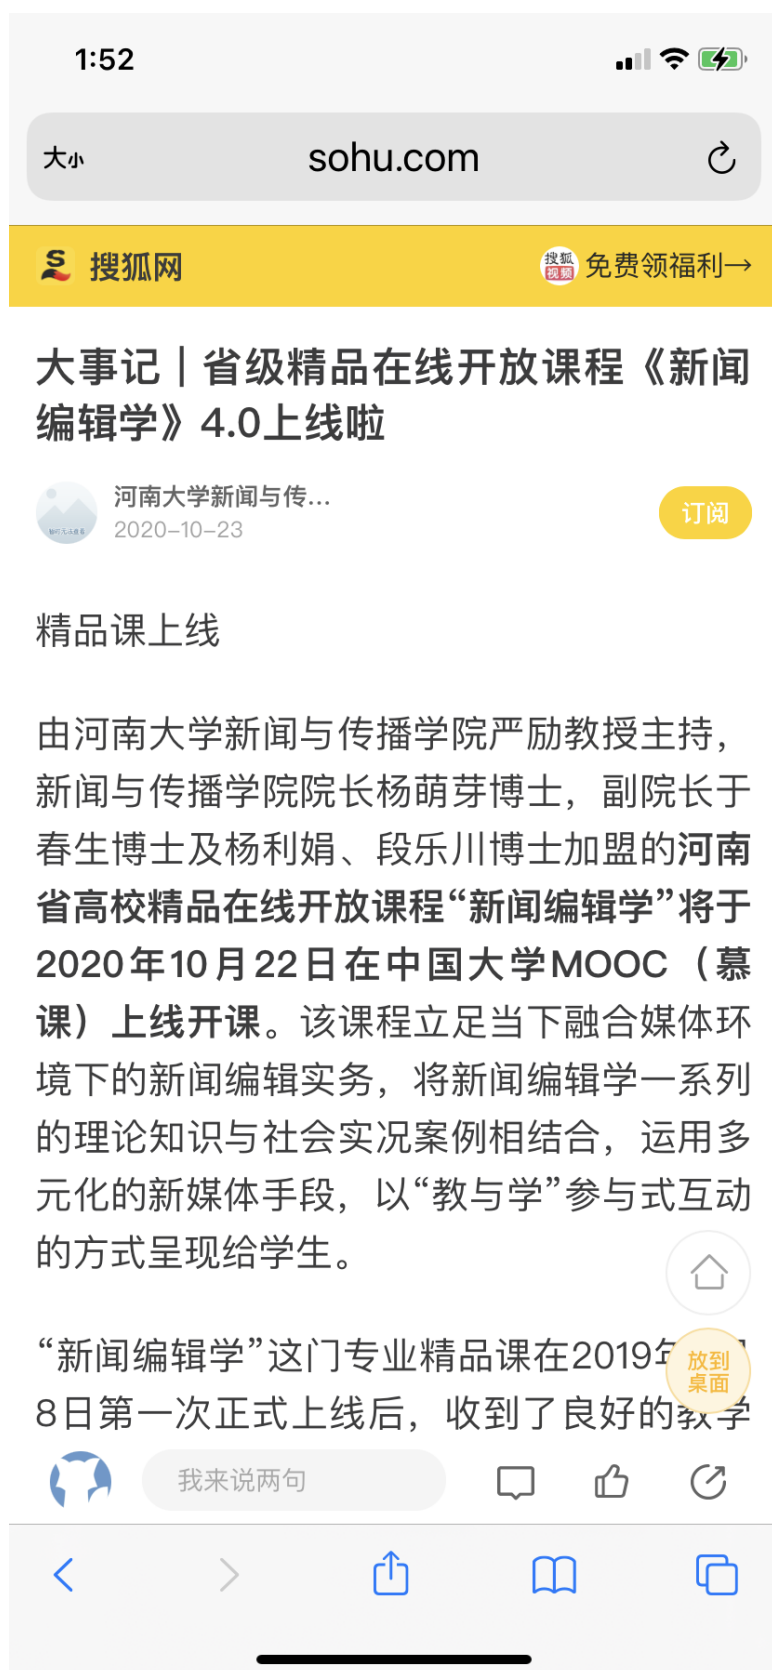 1:52
大小
sohu.com
搜狐网
搜狐
视频
免费领福利→
大事记｜省级精品在线开放课程《新闻
编辑学》4.0上线啦
河南大学新闻与传...
2020-10-23
订阅
精品课上线
由河南大学新闻与传播学院严励教授主持，
新闻与传播学院院长杨萌芽博士，副院长于
春生博士及杨利娟、段乐川博士加盟的河南
省高校精品在线开放课程“新闻编辑学”将于
2020年10月22日在中国大学MOOC（慕
课）上线开课。该课程立足当下融合媒体环
境下的新闻编辑实务，将新闻编辑学一系列
的理论知识与社会实况案例相结合，运用多
元化的新媒体手段，以“教与学”参与式互动
的方式呈现给学生。
“新闻编辑学”这门专业精品课在2019年
8日第一次正式上线后，收到了良好的教学
放到
桌面
我来说两句